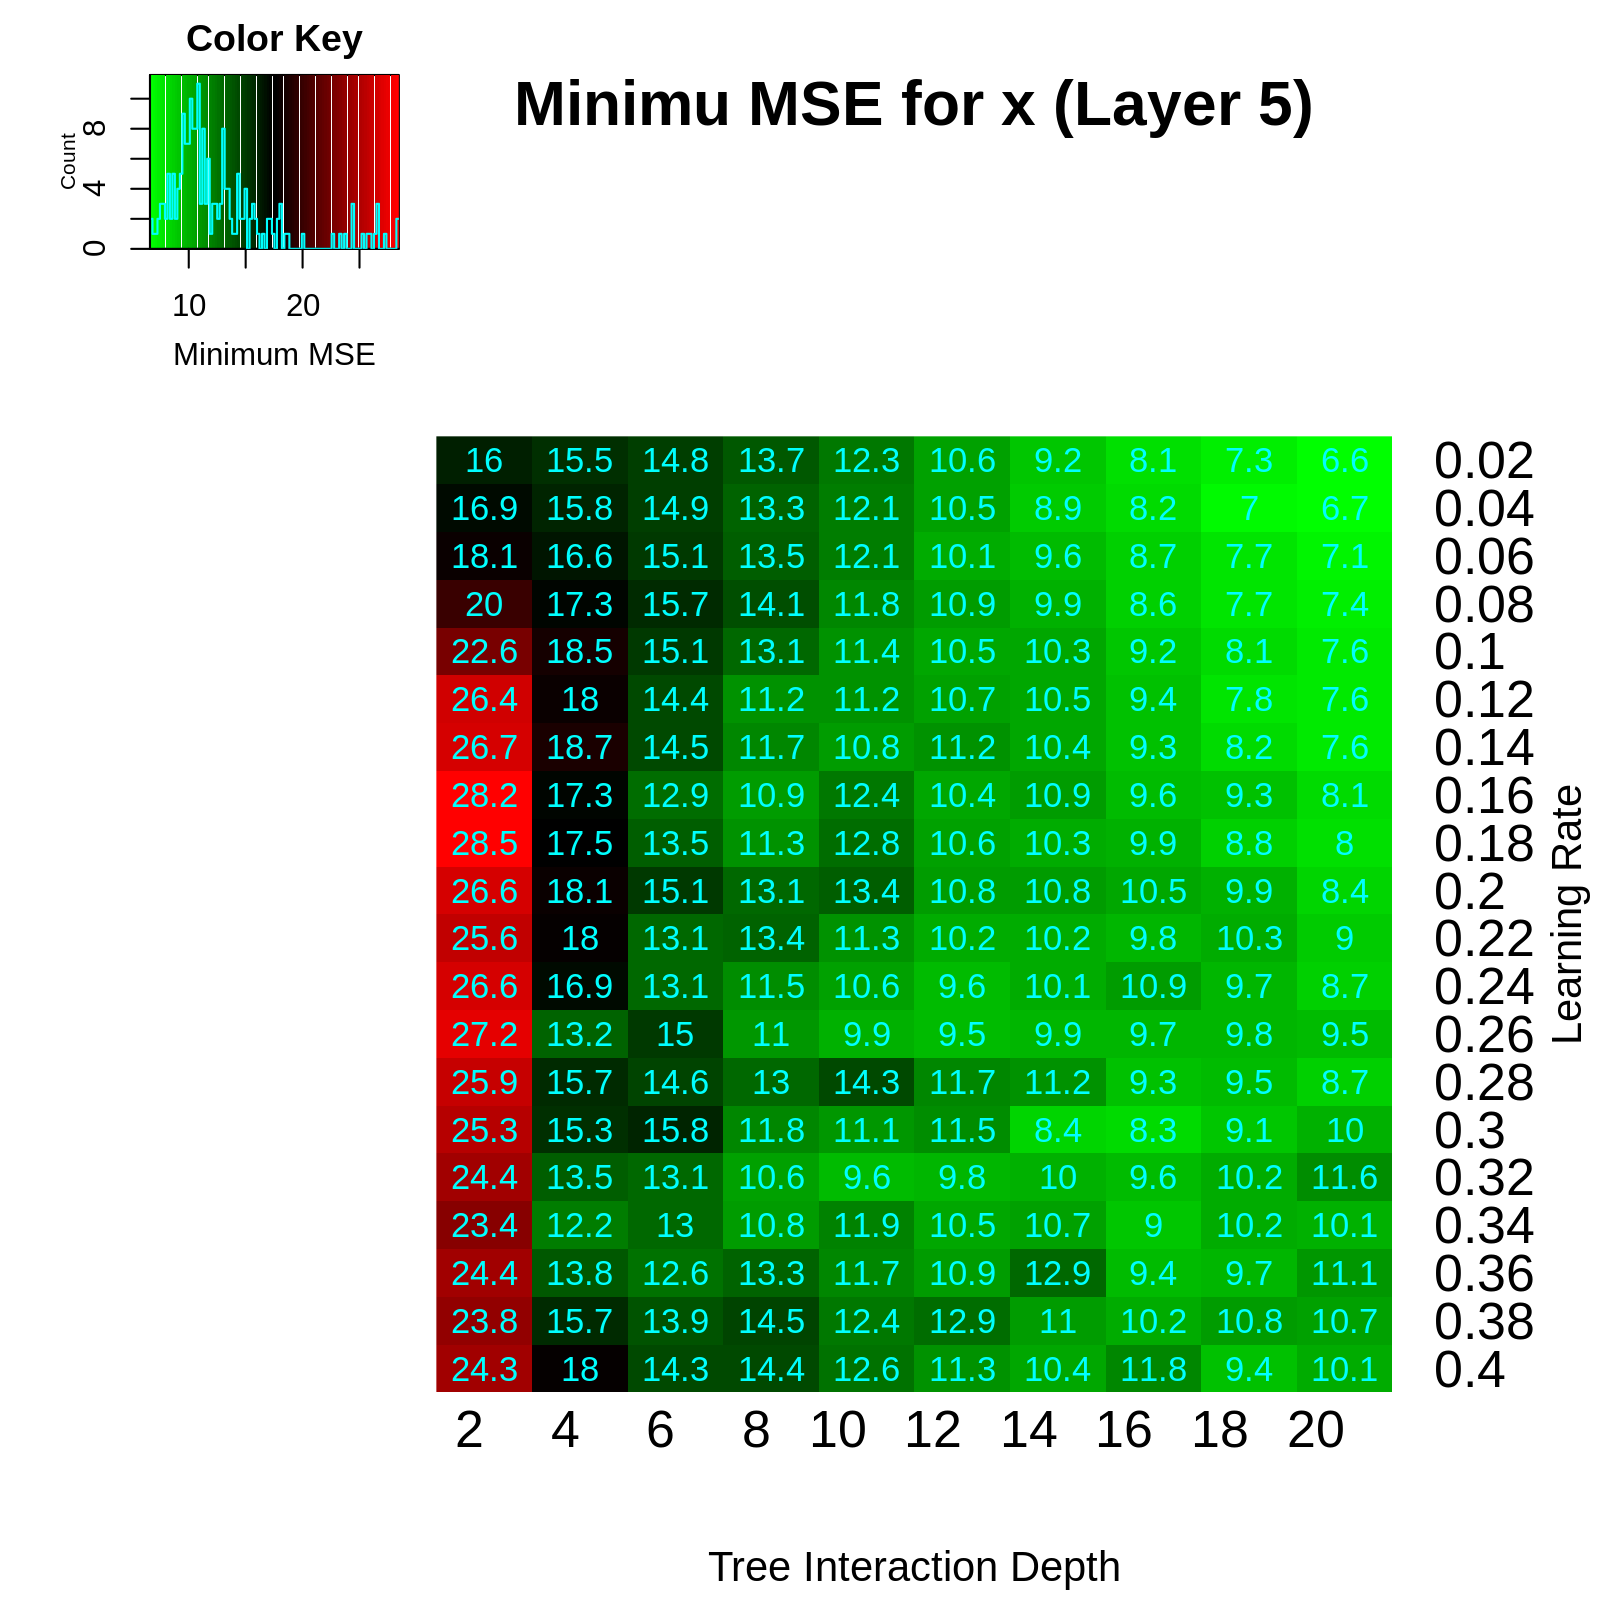 Color Key
Minimu MSE for x (Layer 5)
Count
0 4 8
10 20
Minimum MSE
16 15.5 14.8 13.7 12.3 10.6 9.2 8.1 7.3 6.6 0.02
16.9 15.8 14.9 13.3 12.1 10.5 8.9 8.2 7 6.7 0.04
18.1 16.6 15.1 13.5 12.1 10.1 9.6 8.7 7.7 7.1 0.06
20 17.3 15.7 14.1 11.8 10.9 9.9 8.6 7.7 7.4 0.08
22.6 18.5 15.1 13.1 11.4 10.5 10.3 9.2 8.1 7.6 0.1
26.4 18 14.4 11.2 11.2 10.7 10.5 9.4 7.8 7.6 0.12
26.7 18.7 14.5 11.7 10.8 11.2 10.4 9.3 8.2 7.6 0.14
28.2 17.3 12.9 10.9 12.4 10.4 10.9 9.6 9.3 8.1 0.16
28.5 17.5 13.5 11.3 12.8 10.6 10.3 9.9 8.8 8 0.18
26.6 18.1 15.1 13.1 13.4 10.8 10.8 10.5 9.9 8.4 0.2
25.6 18 13.1 13.4 11.3 10.2 10.2 9.8 10.3 9 0.22
26.6 16.9 13.1 11.5 10.6 9.6 10.1 10.9 9.7 8.7 0.24
27.2 13.2 15 11 9.9 9.5 9.9 9.7 9.8 9.5 0.26
25.9 15.7 14.6 13 14.3 11.7 11.2 9.3 9.5 8.7 0.28
25.3 15.3 15.8 11.8 11.1 11.5 8.4 8.3 9.1 10 0.3
24.4 13.5 13.1 10.6 9.6 9.8 10 9.6 10.2 11.6 0.32
23.4 12.2 13 10.8 11.9 10.5 10.7 9 10.2 10.1 0.34
24.4 13.8 12.6 13.3 11.7 10.9 12.9 9.4 9.7 11.1 0.36
23.8 15.7 13.9 14.5 12.4 12.9 11 10.2 10.8 10.7 0.38
24.3 18 14.3 14.4 12.6 11.3 10.4 11.8 9.4 10.1 0.4
Learning Rate
2 4 6 8 10 12 14 16 18 20
Tree Interaction Depth